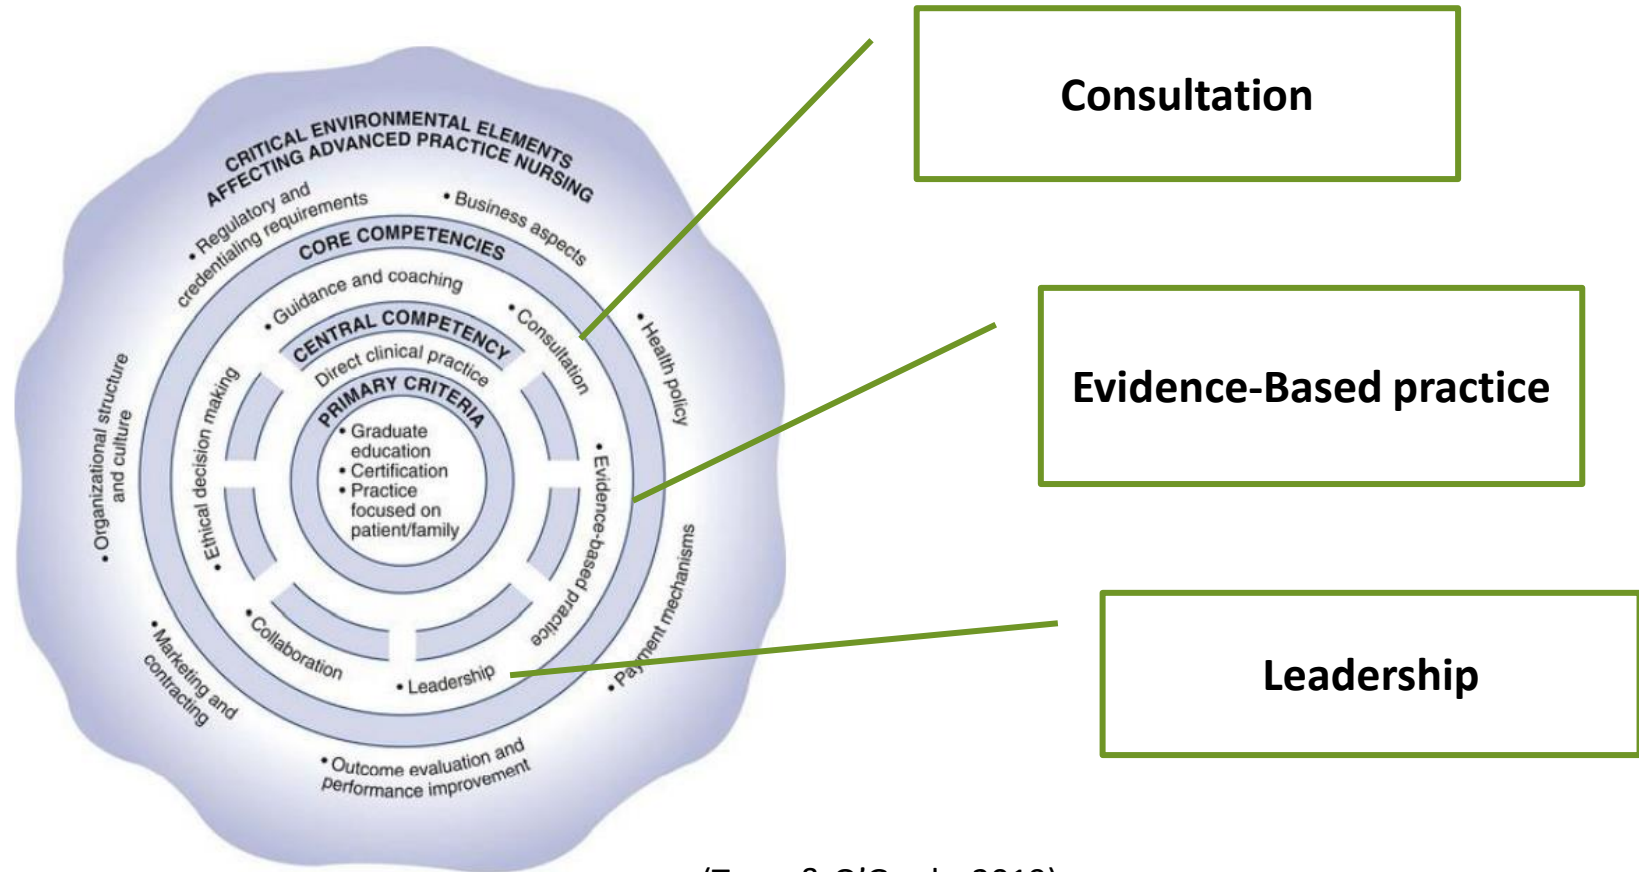 CRITICAL ENVIRONMENTAL ELEMENTS
AFFECTING ADVANCED PRACTICE NURSING
• Regulatory and
credentialing requirements
• Business aspects
• Health policy
• Payment mechanisms
• Outcome evaluation and
performance improvement
• Marketing and
contracting
• Organizational structure
and culture
CORE COMPETENCIES
• Guidance and coaching
• Consultation
• Evidence-based practice
• Leadership
• Collaboration
• Ethical decision making
CENTRAL COMPETENCY
Direct clinical practice
PRIMARY CRITERIA
• Graduate
education
• Certification
• Practice
focused on
patient/family
Consultation
Evidence-Based practice
Leadership